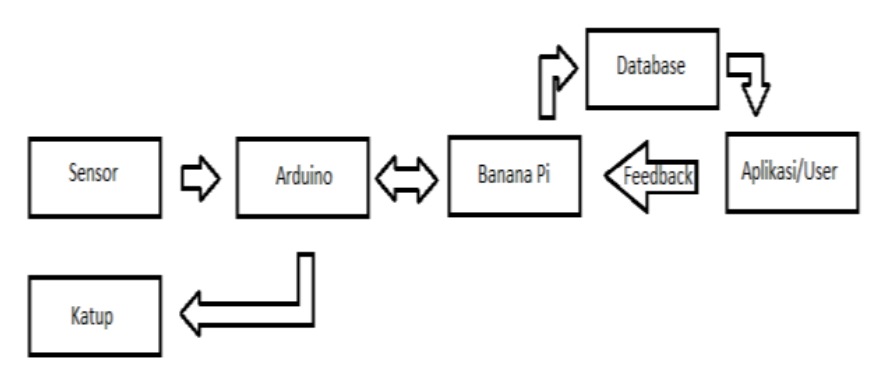 Database
Sensor
Arduino
Banana Pi
Feedback
Aplikasi/User
Katup